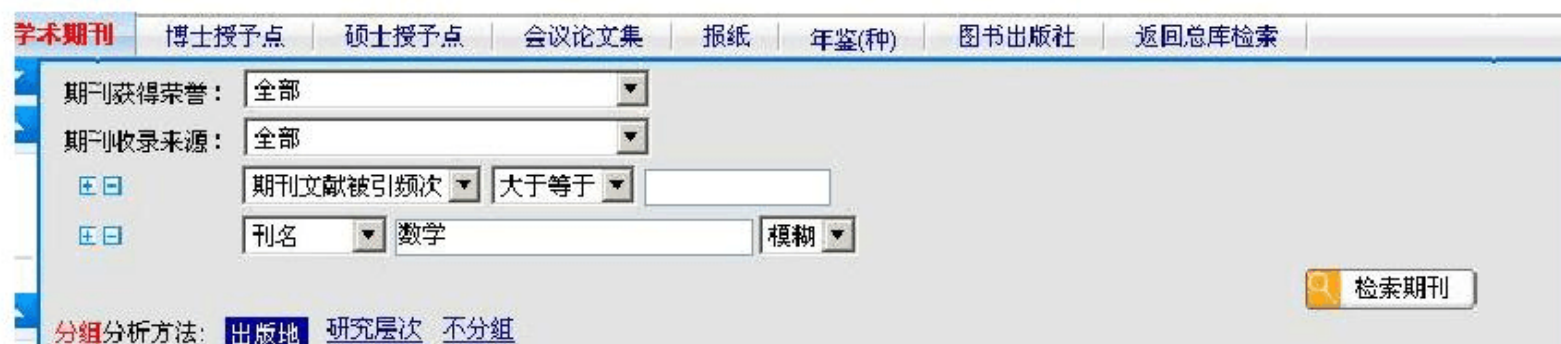 学术期刊 博士授予点 硕士授予点 会议论文集 报纸 年鉴(种) 图书出版社 返回总库检索
期刊获得荣誉： 全部
期刊收录来源： 全部
期刊文献被引频次 大于等于
刊名 数学 模糊
检索期刊
分组分析方法: 出版地 研究层次 不分组